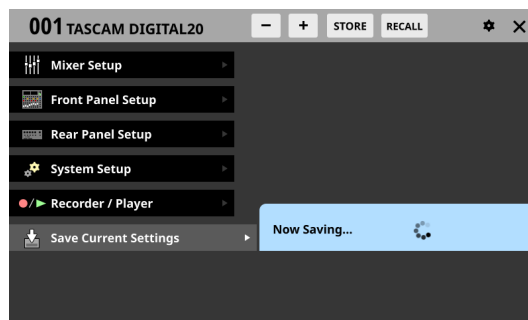 001 TASCAM DIGITAL20 − + STORE RECALL
Mixer Setup
Front Panel Setup
Rear Panel Setup
System Setup
Recorder / Player
Save Current Settings
Now Saving...